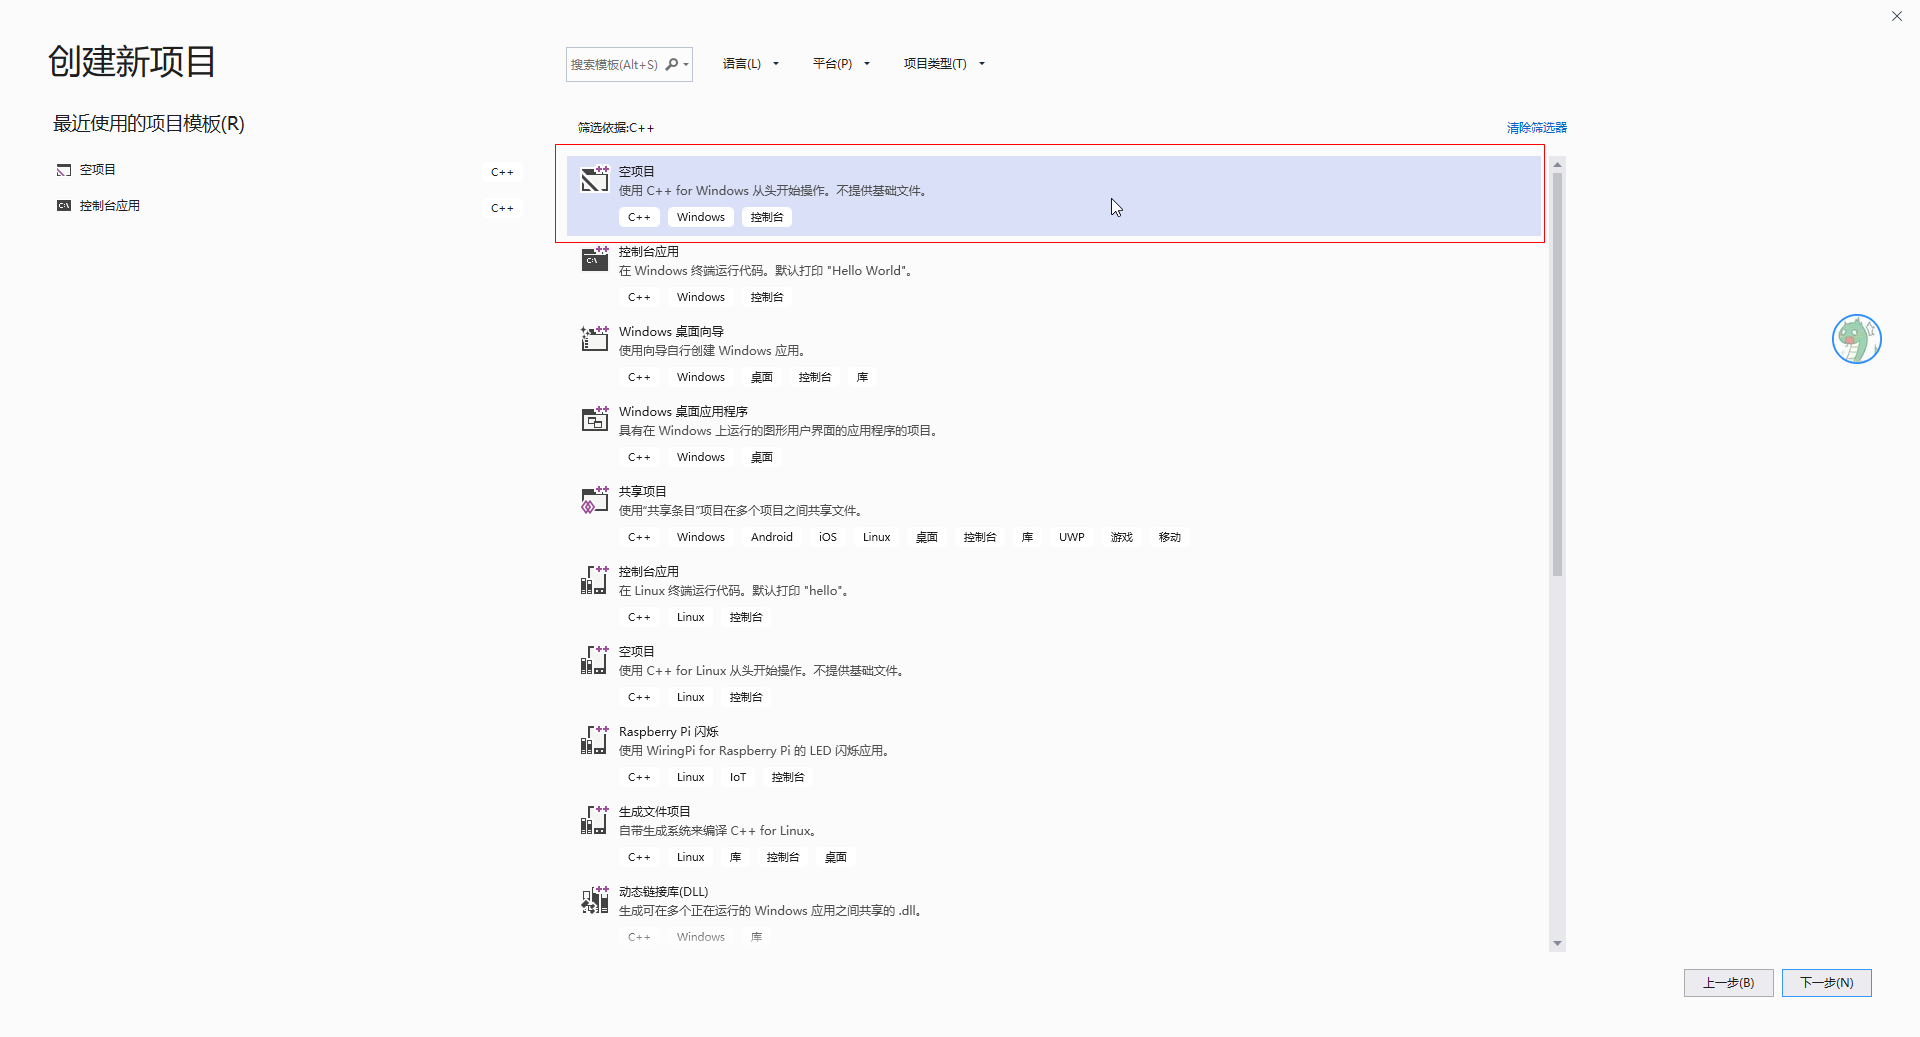 创建新项目
搜索模板(Alt+S)
语言(L)
平台(P)
项目类型(T)
最近使用的项目模板(R)
空项目 C++
控制台应用 C++
筛选依据:C++
清除筛选器
空项目
使用 C++ for Windows 从头开始操作。不提供基础文件。
C++ Windows 控制台
控制台应用
在 Windows 终端运行代码。默认打印 "Hello World"。
C++ Windows 控制台
Windows 桌面向导
使用向导自行创建 Windows 应用。
C++ Windows 桌面 控制台 库
Windows 桌面应用程序
具有在 Windows 上运行的图形用户界面的应用程序的项目。
C++ Windows 桌面
共享项目
使用"共享条目"项目在多个项目之间共享文件。
C++ Windows Android iOS Linux 桌面 控制台 库 UWP 游戏 移动
控制台应用
在 Linux 终端运行代码。默认打印 "hello"。
C++ Linux 控制台
空项目
使用 C++ for Linux 从头开始操作。不提供基础文件。
C++ Linux 控制台
Raspberry Pi 闪烁
使用 WiringPi for Raspberry Pi 的 LED 闪烁应用。
C++ Linux IoT 控制台
生成文件项目
自带生成系统来编译 C++ for Linux。
C++ Linux 库 控制台 桌面
动态链接库(DLL)
生成可在多个正在运行的 Windows 应用之间共享的 .dll。
C++ Windows 库
上一步(B)
下一步(N)